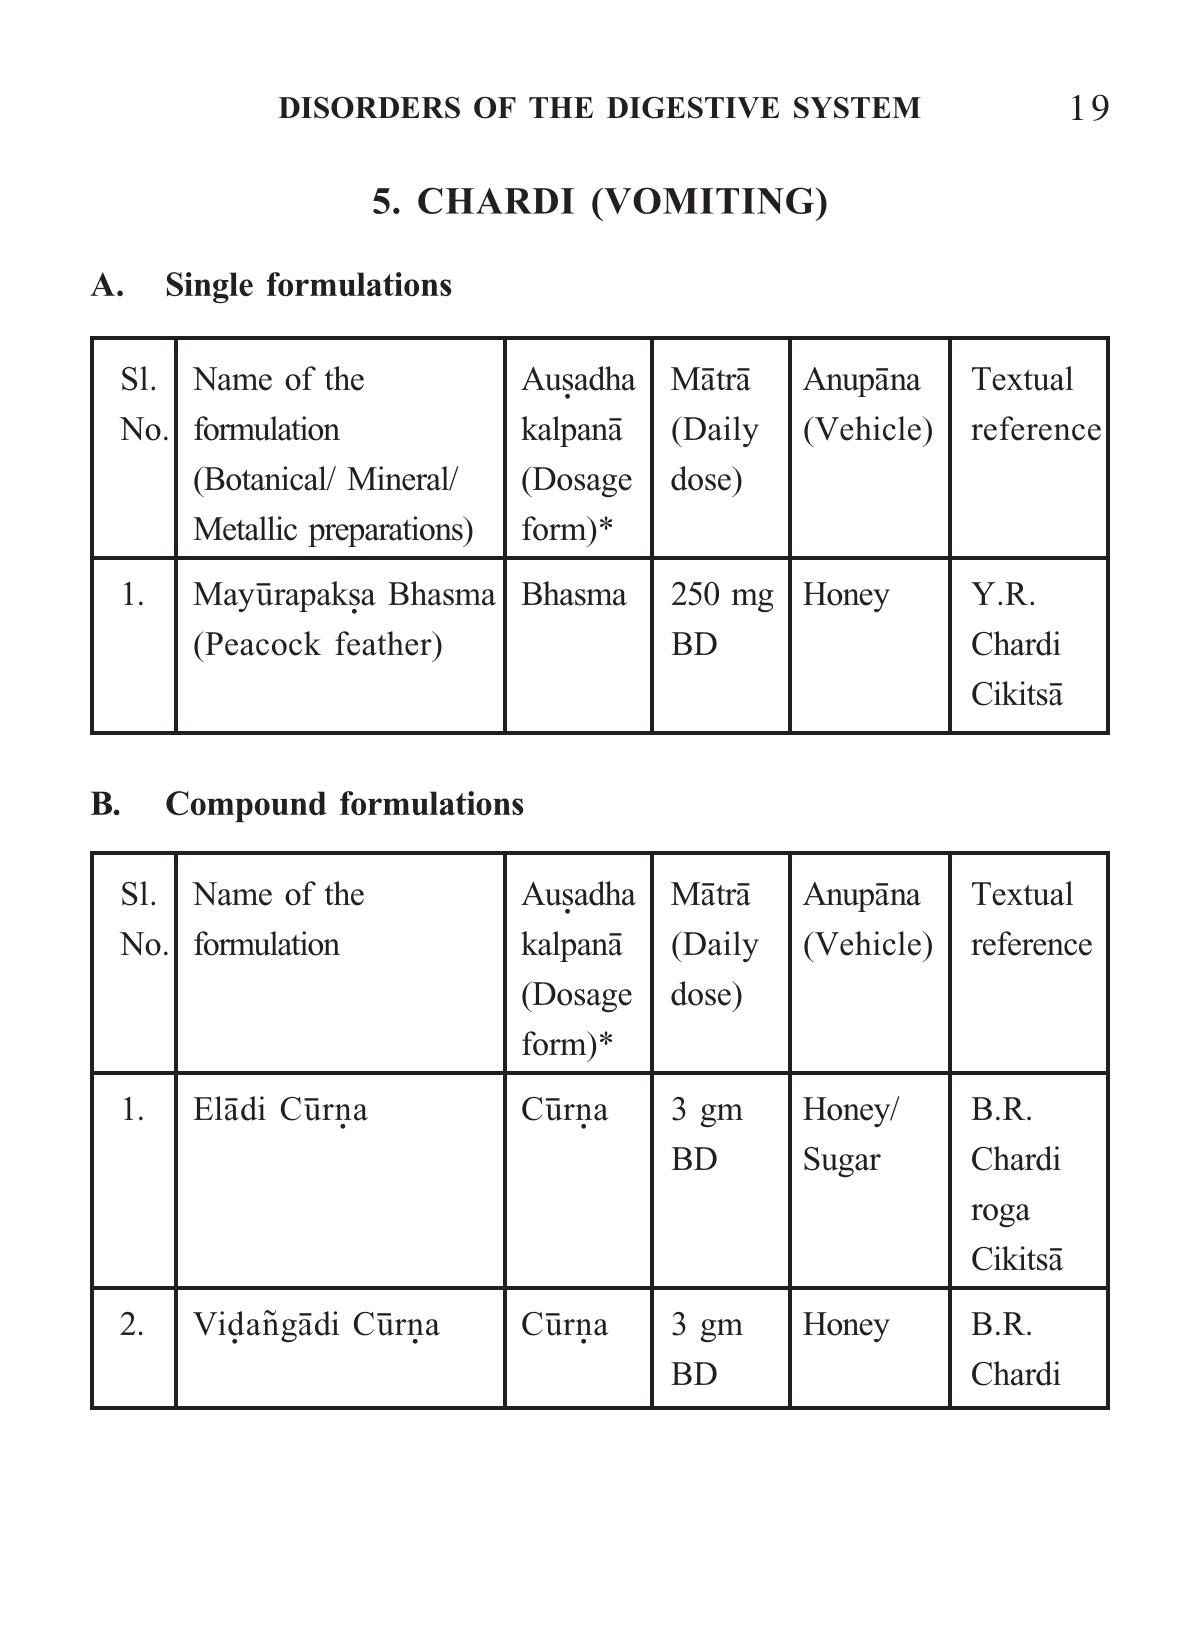 DISORDERS OF THE DIGESTIVE SYSTEM 19
5. CHARDI (VOMITING)
A. Single formulations
Sl. Name of the Auṣadha Mātrā Anupāna Textual
No. formulation kalpanā (Daily (Vehicle) reference
(Botanical/ Mineral/ (Dosage dose)
Metallic preparations) form)*
1. Mayūrapakṣa Bhasma Bhasma 250 mg Honey Y.R.
(Peacock feather) BD Chardi
Cikitsā
B. Compound formulations
Sl. Name of the Auṣadha Mātrā Anupāna Textual
No. formulation kalpanā (Daily (Vehicle) reference
(Dosage dose)
form)*
1. Elādi Cūrṇa Cūrṇa 3 gm Honey/ B.R.
BD Sugar Chardi
roga
Cikitsā
2. Viḍañgādi Cūrṇa Cūrṇa 3 gm Honey B.R.
BD Chardi